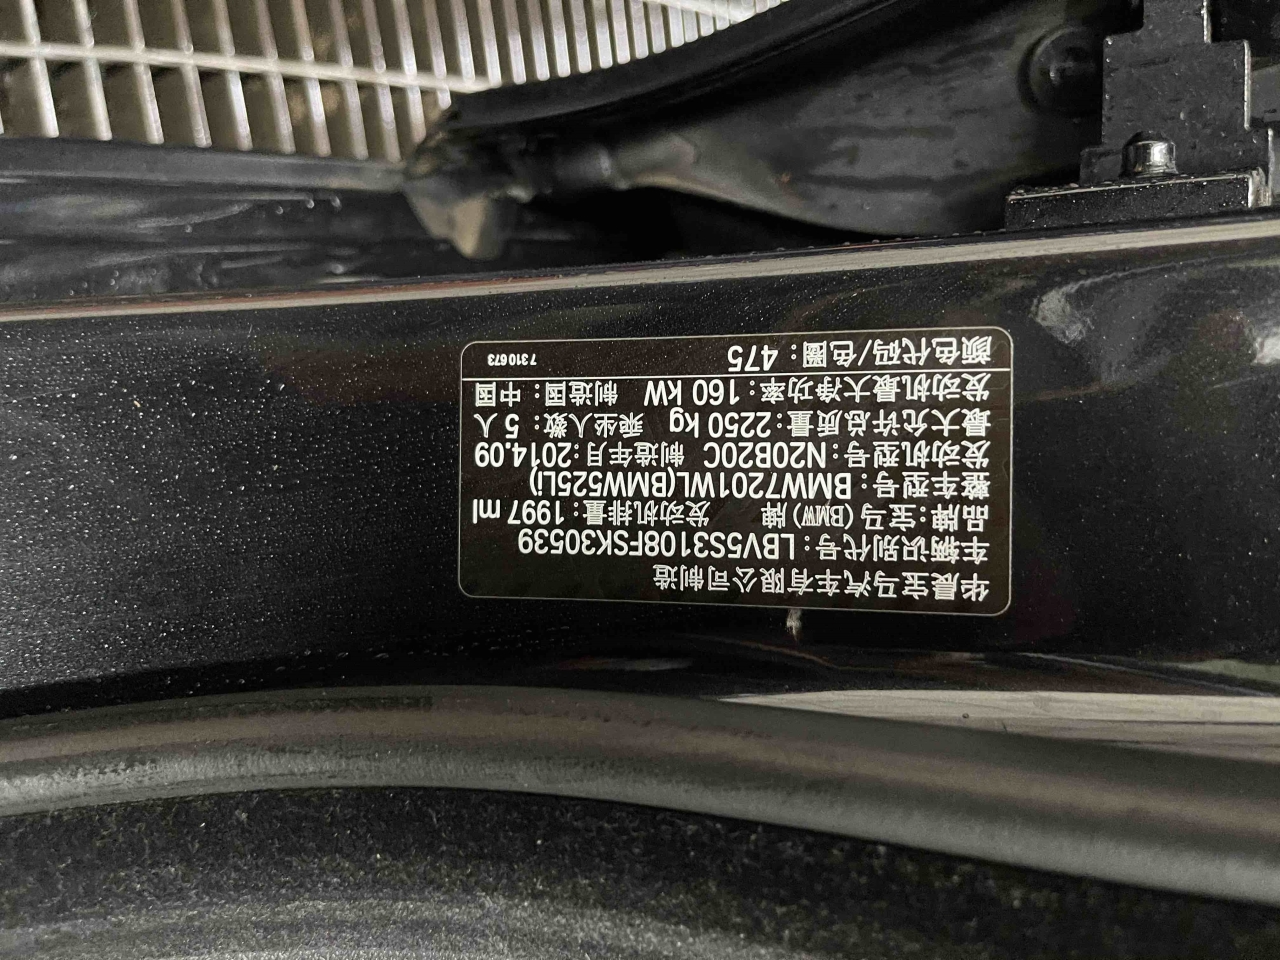 华晨宝马汽车有限公司制造
车辆识别代号：LBV5S3108FSK30539
品牌：宝马(BMW)牌 发动机排量：1997 ml
整车型号：BMW7201WL(BMW525Li)
发动机型号：N20B20C 制造年月：2014.09
最大允许总质量：2250 kg 乘坐人数：5 人
发动机最大净功率：160 kW 制造国：中国
颜色代码/色圈：475 7310673